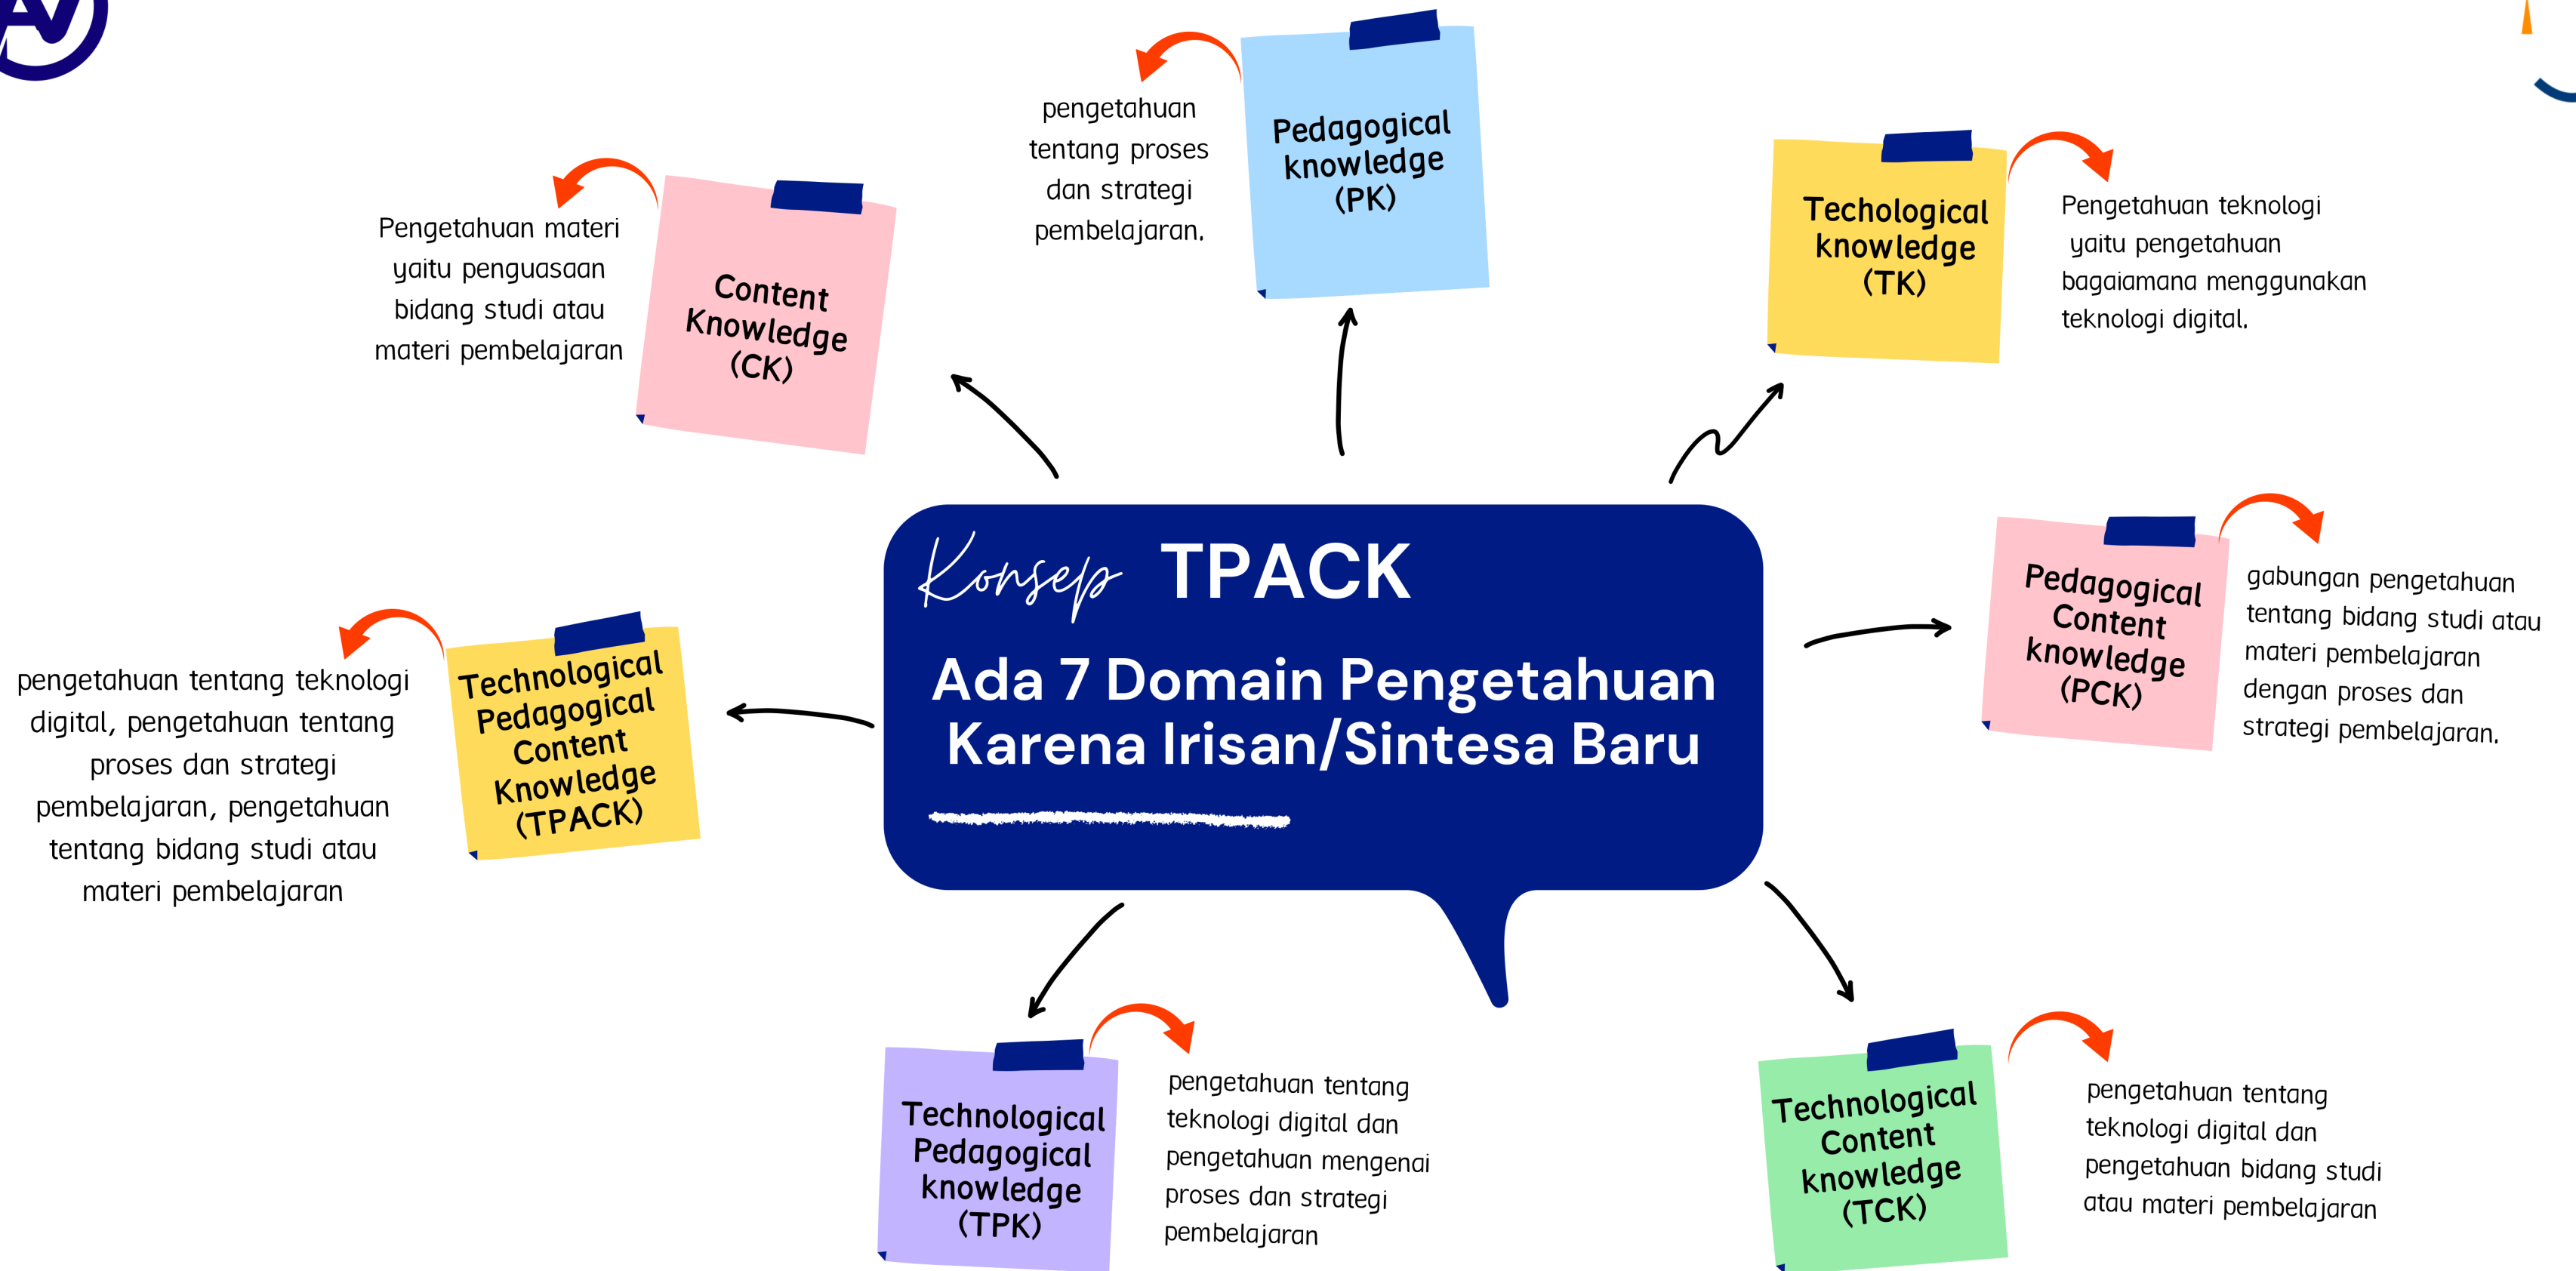 Konsep TPACK
Ada 7 Domain Pengetahuan
Karena Irisan/Sintesa Baru
Content
Knowledge
(CK)
Pengetahuan materi
yaitu penguasaan
bidang studi atau
materi pembelajaran
Pedagogical
knowledge
(PK)
pengetahuan
tentang proses
dan strategi
pembelajaran.
Techological
knowledge
(TK)
Pengetahuan teknologi
yaitu pengetahuan
bagaiamana menggunakan
teknologi digital.
Pedagogical
Content
knowledge
(PCK)
gabungan pengetahuan
tentang bidang studi atau
materi pembelajaran
dengan proses dan
strategi pembelajaran.
Technological
Content
knowledge
(TCK)
pengetahuan tentang
teknologi digital dan
pengetahuan bidang studi
atau materi pembelajaran
Technological
Pedagogical
knowledge
(TPK)
pengetahuan tentang
teknologi digital dan
pengetahuan mengenai
proses dan strategi
pembelajaran
Technological
Pedagogical
Content
Knowledge
(TPACK)
pengetahuan tentang teknologi
digital, pengetahuan tentang
proses dan strategi
pembelajaran, pengetahuan
tentang bidang studi atau
materi pembelajaran